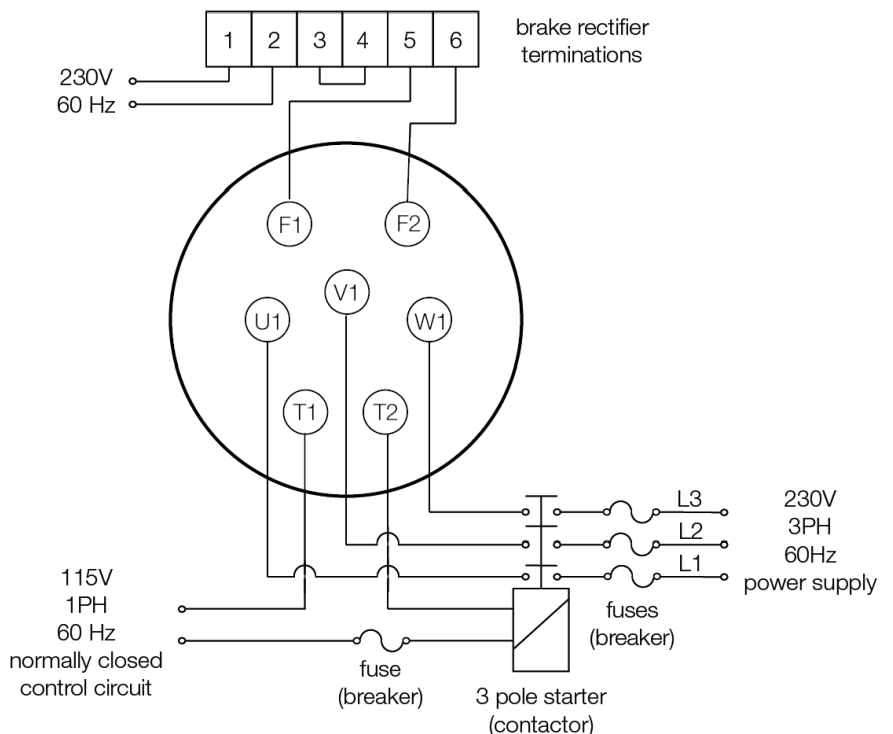 1 2 3 4 5 6
brake rectifier
terminations
230V
60 Hz
F1 F2
V1
U1 W1
T1 T2
L3
L2
L1
230V
3PH
60Hz
power supply
fuses
(breaker)
115V
1PH
60 Hz
normally closed
control circuit
fuse
(breaker)
3 pole starter
(contactor)